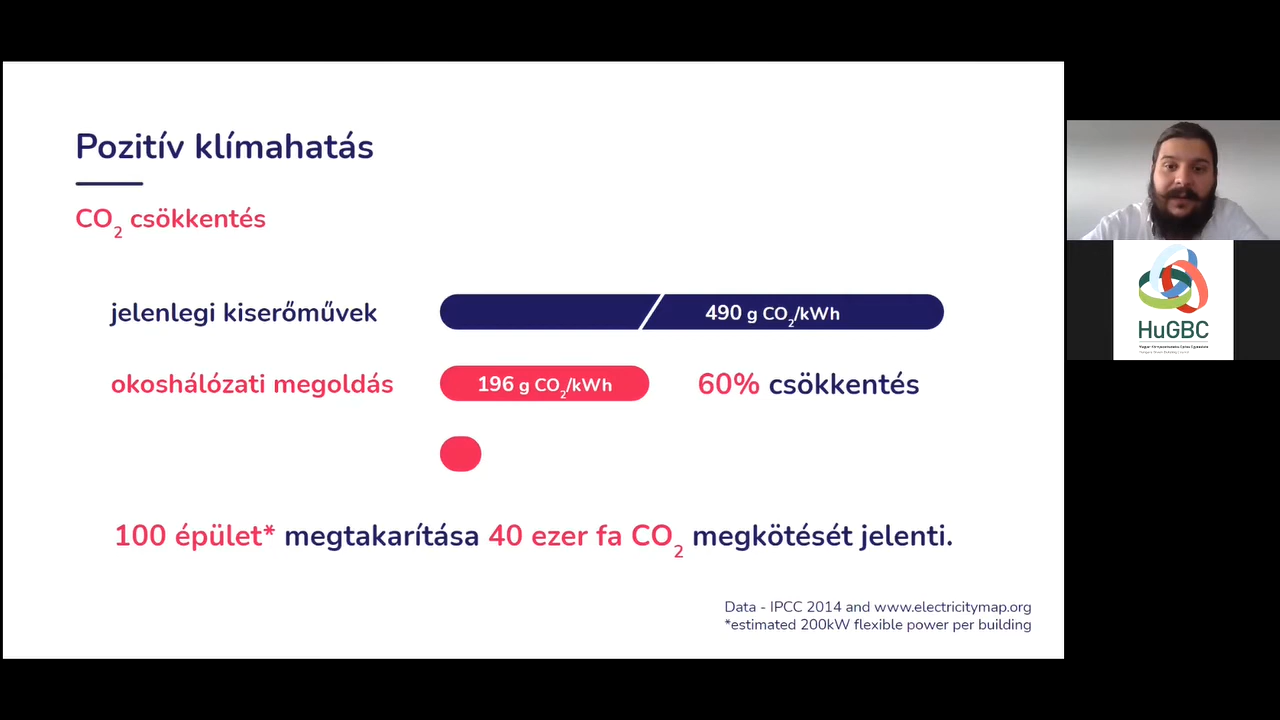 Pozitív klímahatás
CO₂ csökkentés
jelenlegi kiserőművek
490 g CO₂/kWh
okoshálózati megoldás
196 g CO₂/kWh
60% csökkentés
100 épület* megtakarítása 40 ezer fa CO₂ megkötését jelenti.
Data - IPCC 2014 and www.electricitymap.org
*estimated 200kW flexible power per building
HuGBC